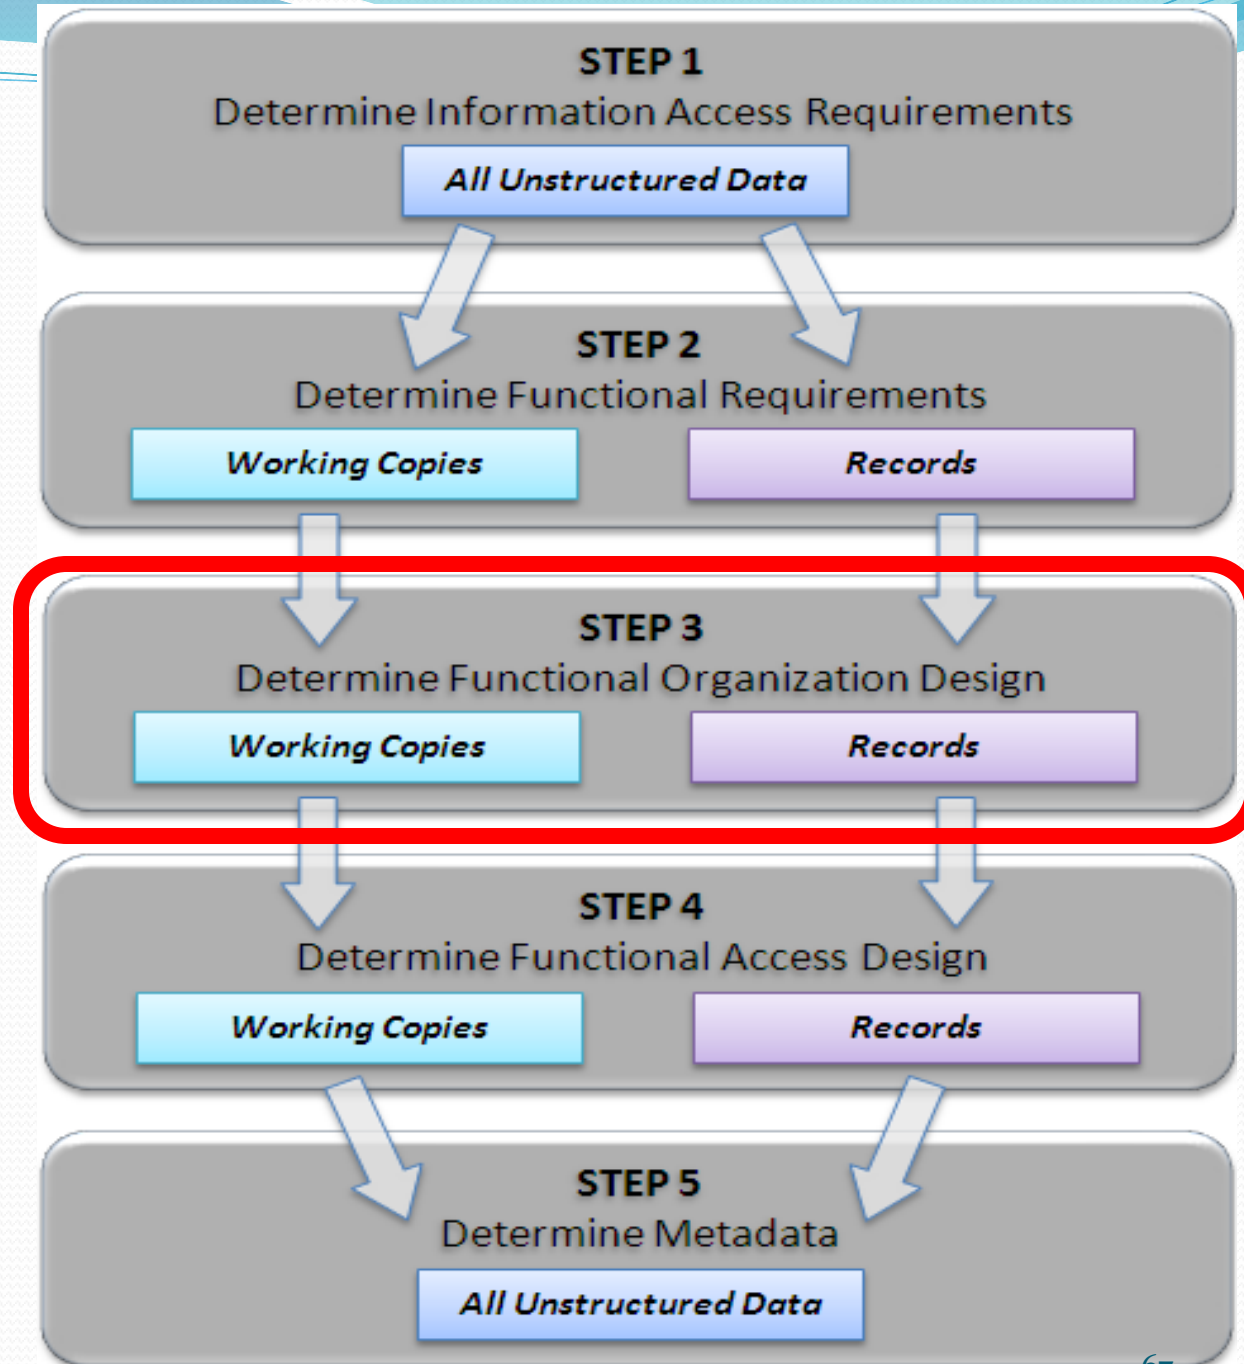 STEP 1
Determine Information Access Requirements
All Unstructured Data
STEP 2
Determine Functional Requirements
Working Copies
Records
STEP 3
Determine Functional Organization Design
Working Copies
Records
STEP 4
Determine Functional Access Design
Working Copies
Records
STEP 5
Determine Metadata
All Unstructured Data